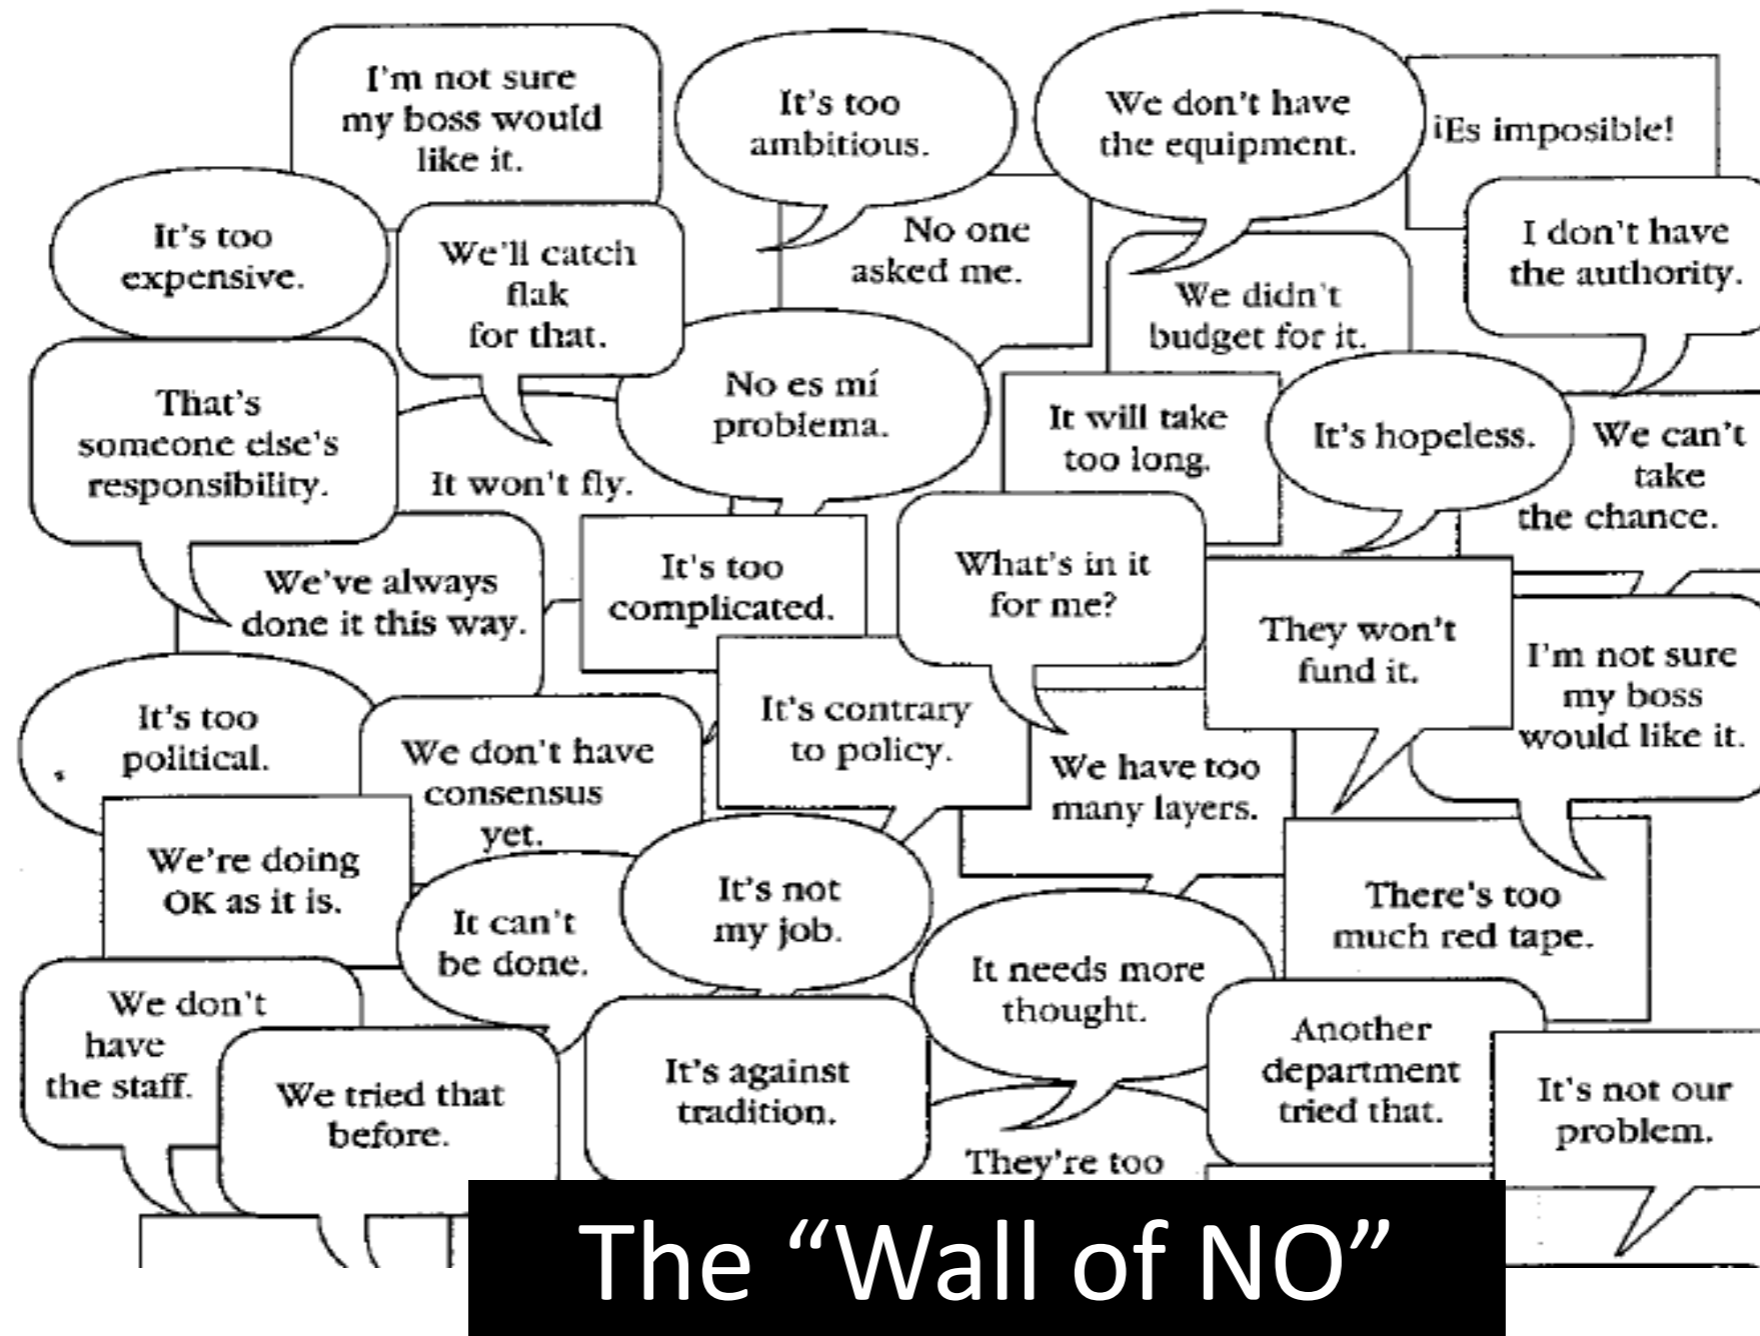 I'm not sure
my boss would
like it.
It's too
ambitious.
We don't have
the equipment.
¡Es imposible!
It's too
expensive.
We'll catch
flak
for that.
No one
asked me.
We didn't
budget for it.
I don't have
the authority.
That's
someone else's
responsibility.
It won't fly.
No es mí
problema.
It will take
too long.
It's hopeless.
We can't
take
the chance.
We've always
done it this way.
It's too
complicated.
What's in it
for me?
They won't
fund it.
I'm not sure
my boss
would like it.
It's too
political.
We don't have
consensus
yet.
It's contrary
to policy.
We have too
many layers.
We're doing
OK as it is.
It can't
be done.
It's not
my job.
It needs more
thought.
There's too
much red tape.
We don't
have
the staff.
We tried that
before.
It's against
tradition.
They're too
Another
department
tried that.
It's not our
problem.
The “Wall of NO”